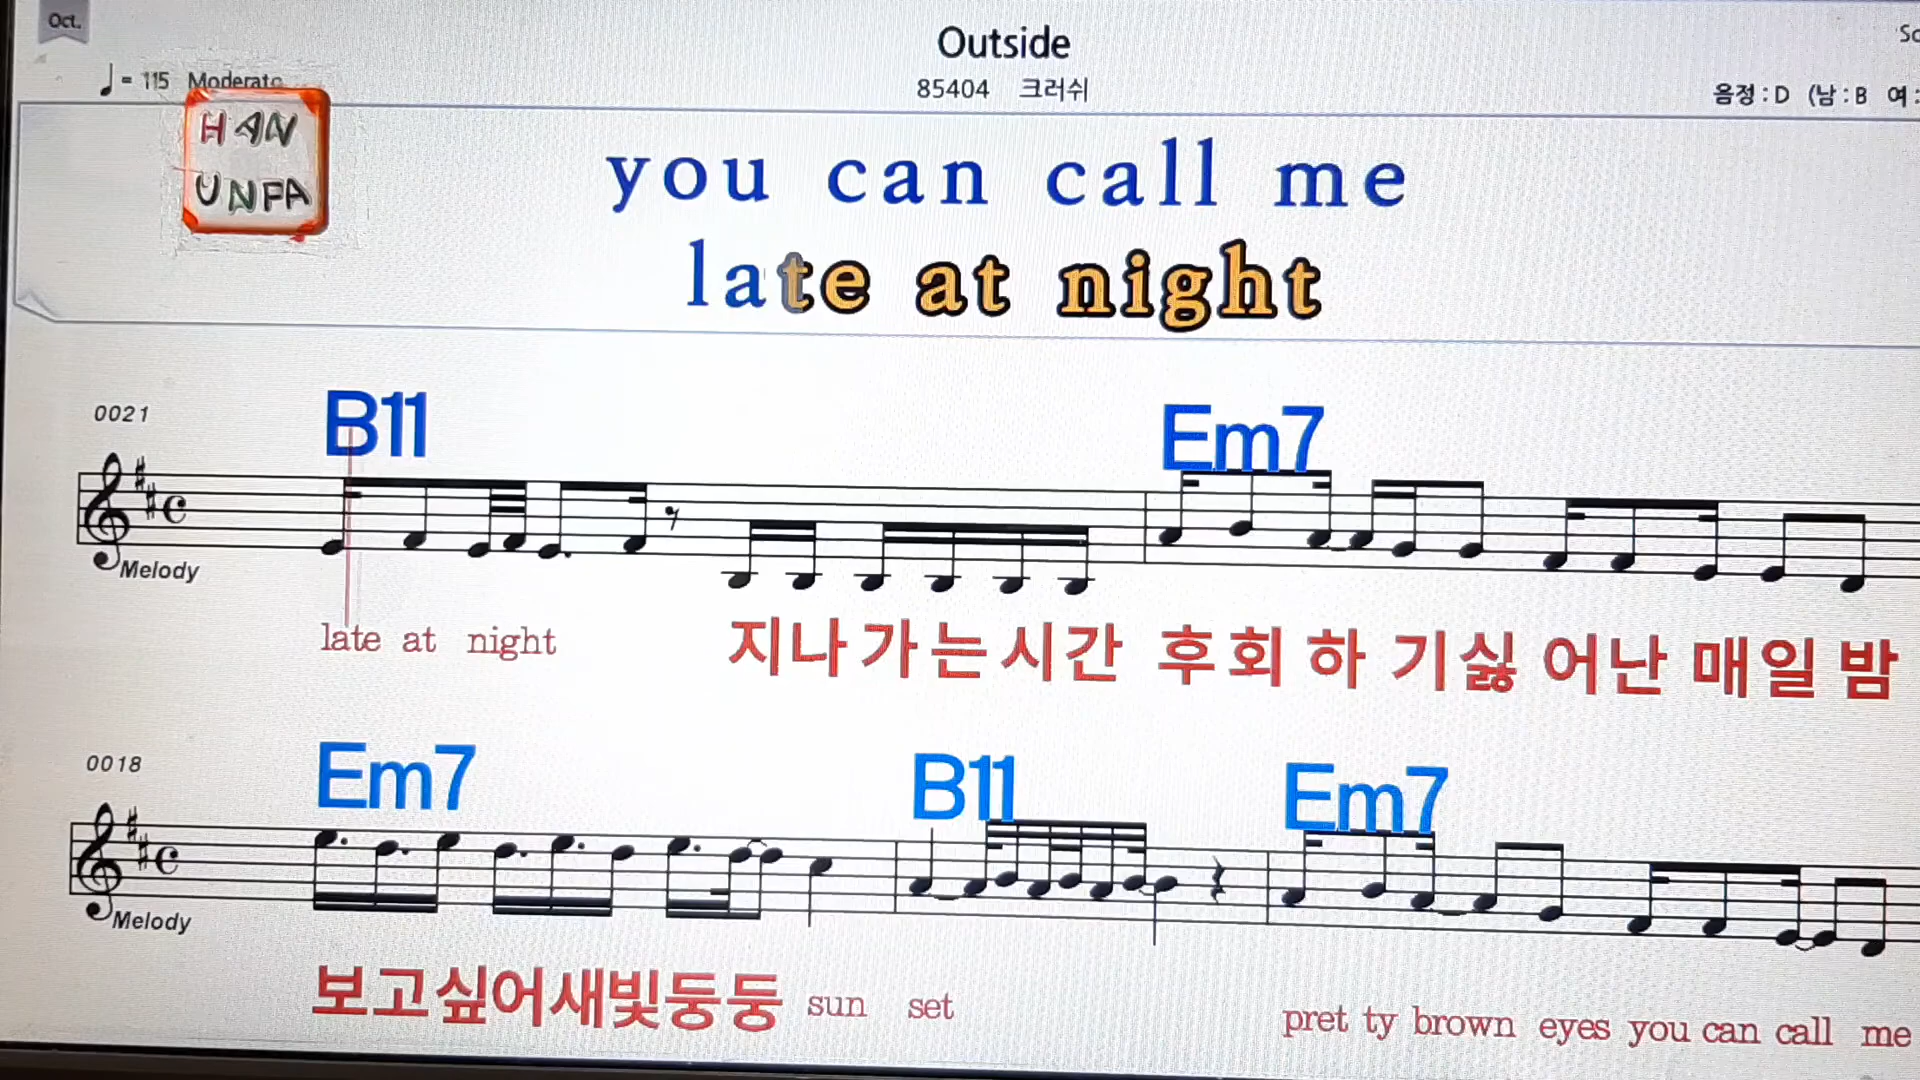 Oct.
Outside
♩= 115 Moderato
85404 크러쉬
음정 : D (남 : B 여 :
HAN
UNFA
you can call me
late at night
0021
B11 Em7
Melody
late at night 지나가는시간 후회하 기싫 어난 매일 밤
0018
Em7 B11 Em7
Melody
보고싶어새빛둥둥 sun set pret ty brown eyes you can call me